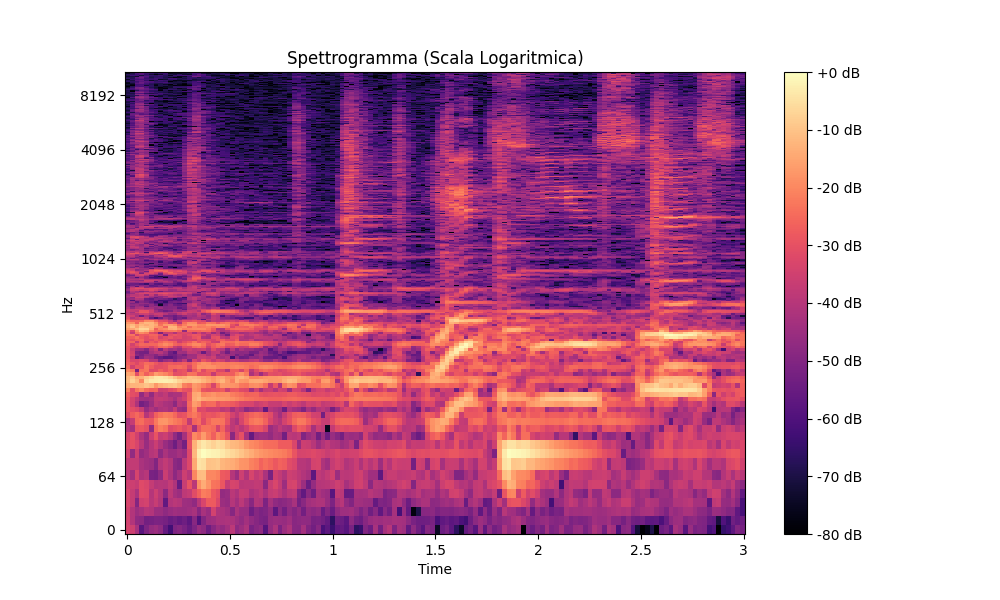 Spettrogramma (Scala Logaritmica)
8192
4096
2048
1024
512
256
128
64
0
Hz
0 0.5 1 1.5 2 2.5 3
Time
+0 dB
-10 dB
-20 dB
-30 dB
-40 dB
-50 dB
-60 dB
-70 dB
-80 dB